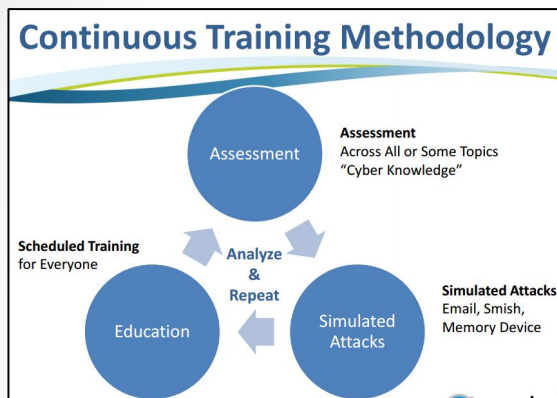 Continuous Training Methodology
Assessment
Assessment
Across All or Some Topics
“Cyber Knowledge”
Scheduled Training
for Everyone
Analyze
&
Repeat
Education
Simulated
Attacks
Simulated Attacks
Email, Smish,
Memory Device